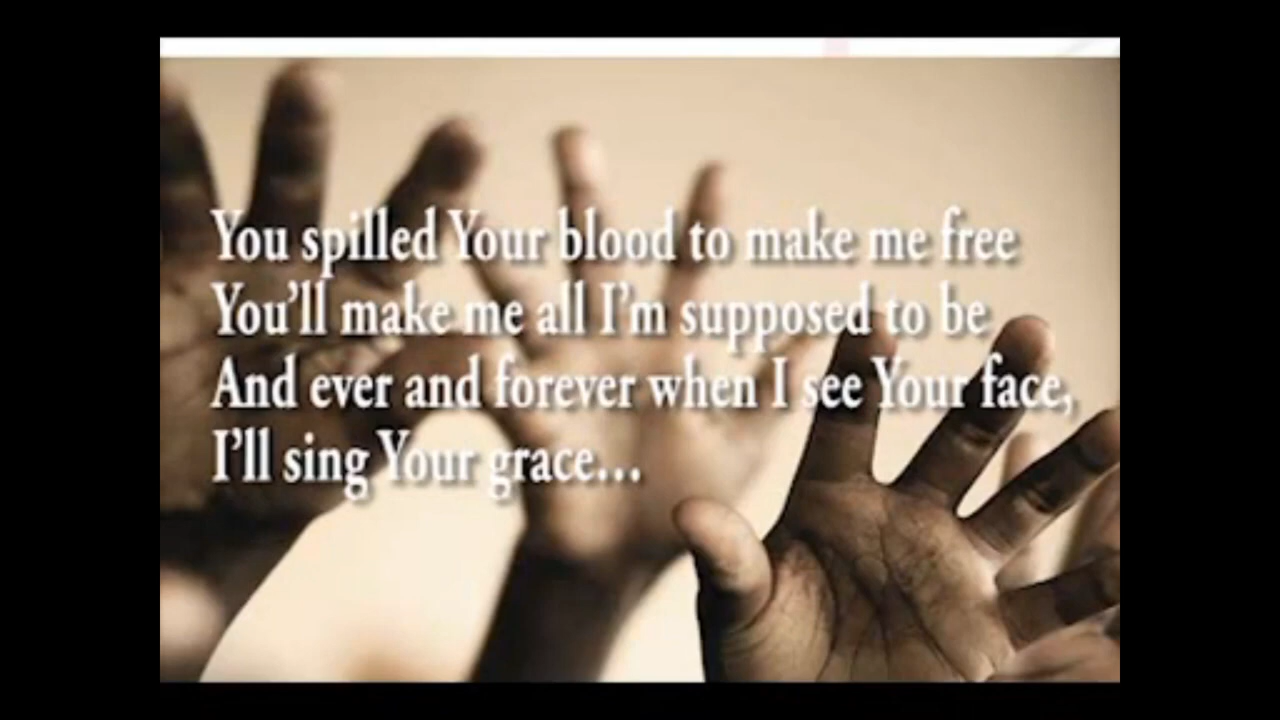 You spilled Your blood to make me free
You'll make me all I'm supposed to be
And ever and forever when I see Your face,
I'll sing Your grace...